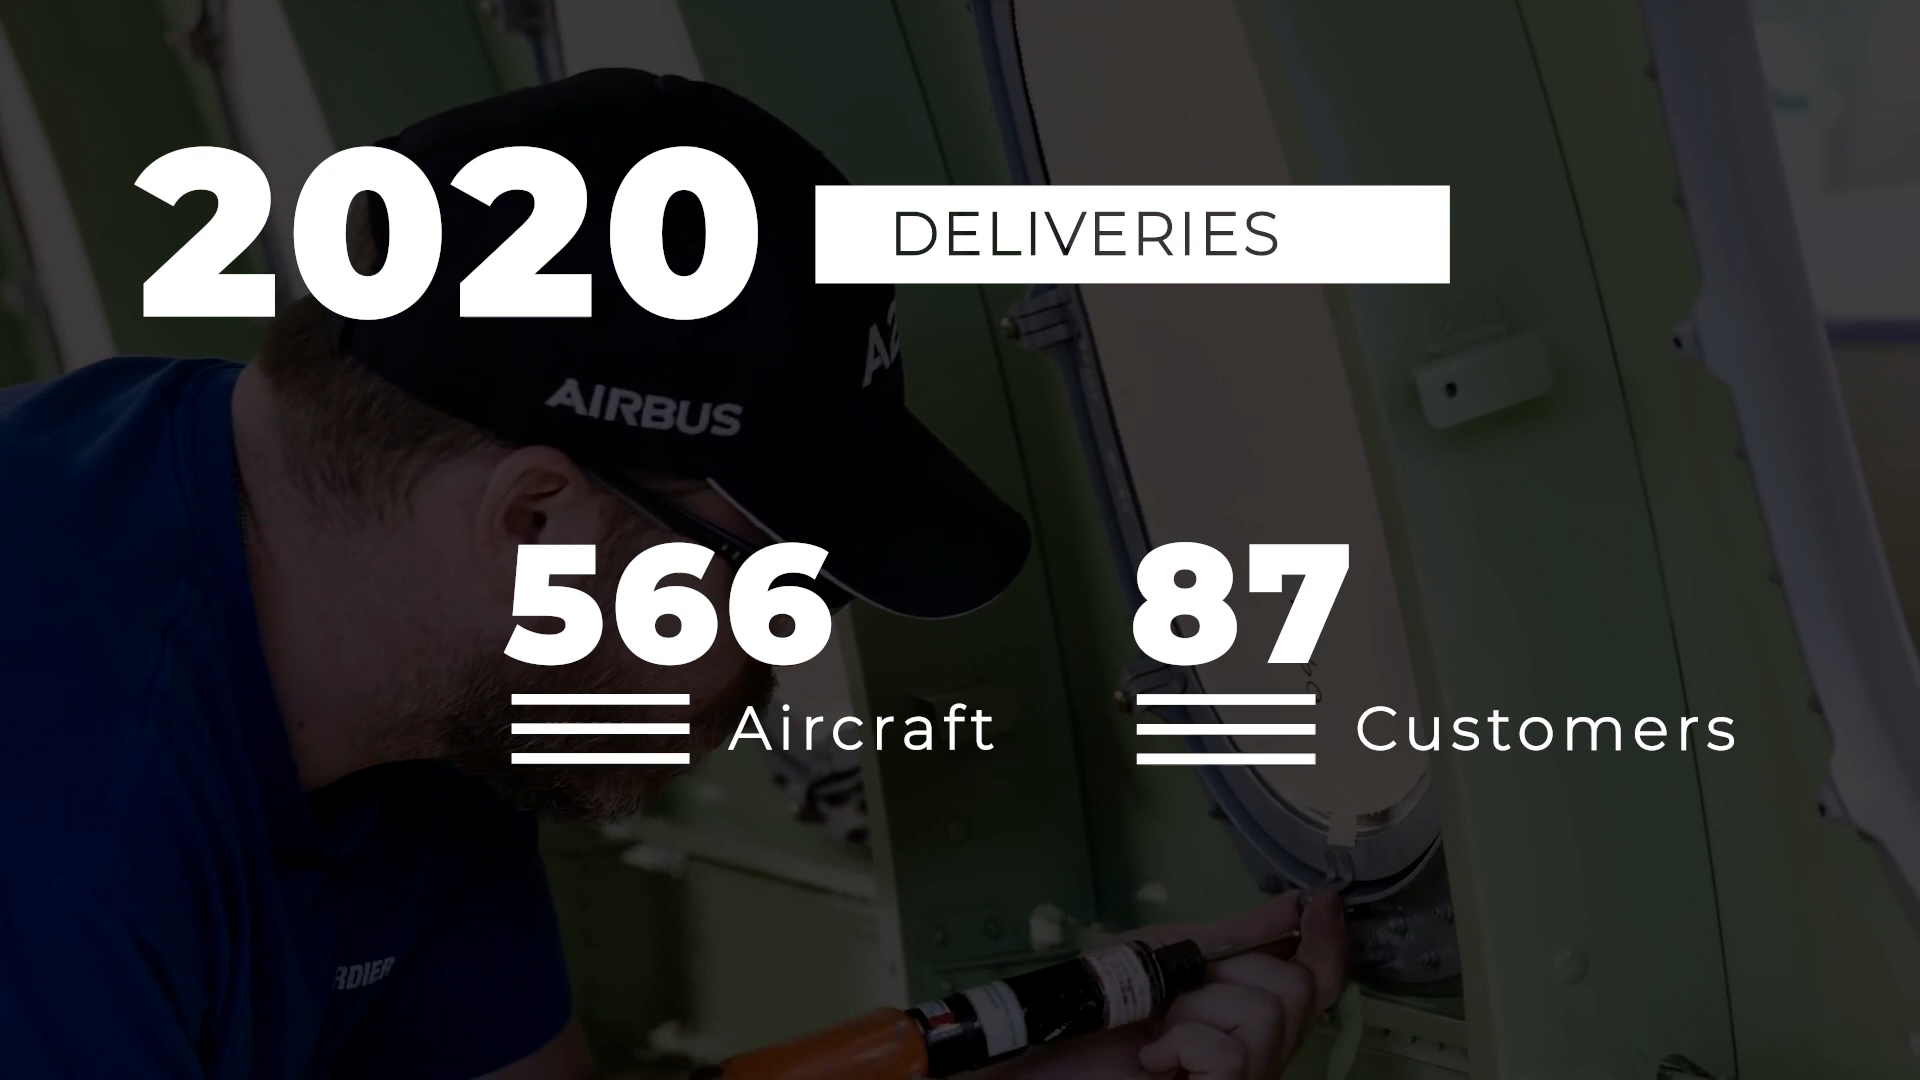 2020 DELIVERIES
AIRBUS
566
Aircraft
87
Customers